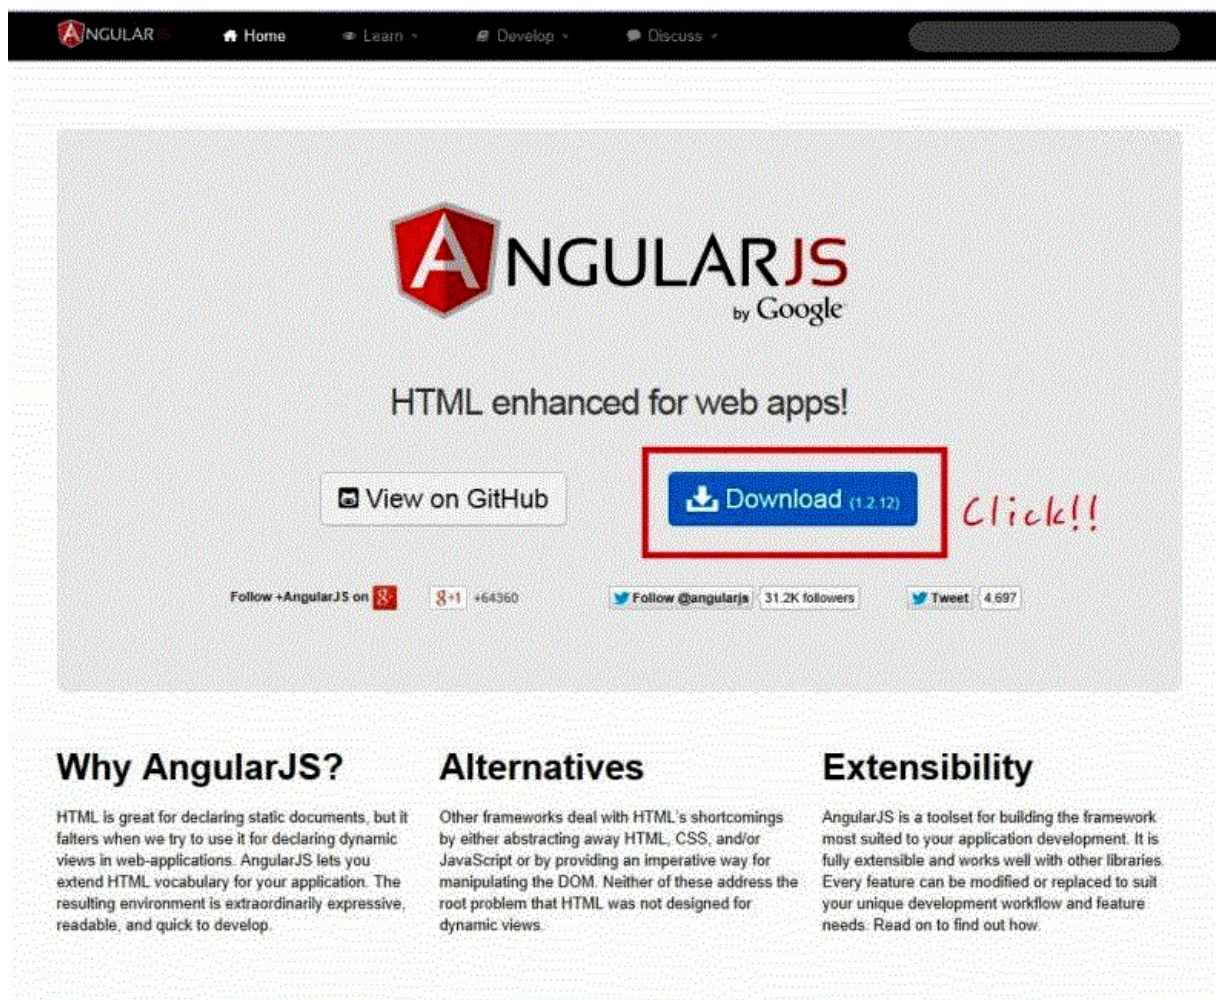 ANGULARJS Home Learn Develop Discuss
ANGULARJS
by Google
HTML enhanced for web apps!
View on GitHub Download (1.2.12) Click!!
Follow +AngularJS on g+ g+1 +64360 Follow @angularjs 31.2K followers Tweet 4,697
Why AngularJS?
HTML is great for declaring static documents, but it
falters when we try to use it for declaring dynamic
views in web-applications. AngularJS lets you
extend HTML vocabulary for your application. The
resulting environment is extraordinarily expressive,
readable, and quick to develop.
Alternatives
Other frameworks deal with HTML's shortcomings
by either abstracting away HTML, CSS, and/or
JavaScript or by providing an imperative way for
manipulating the DOM. Neither of these address the
root problem that HTML was not designed for
dynamic views.
Extensibility
AngularJS is a toolset for building the framework
most suited to your application development. It is
fully extensible and works well with other libraries.
Every feature can be modified or replaced to suit
your unique development workflow and feature
needs. Read on to find out how.